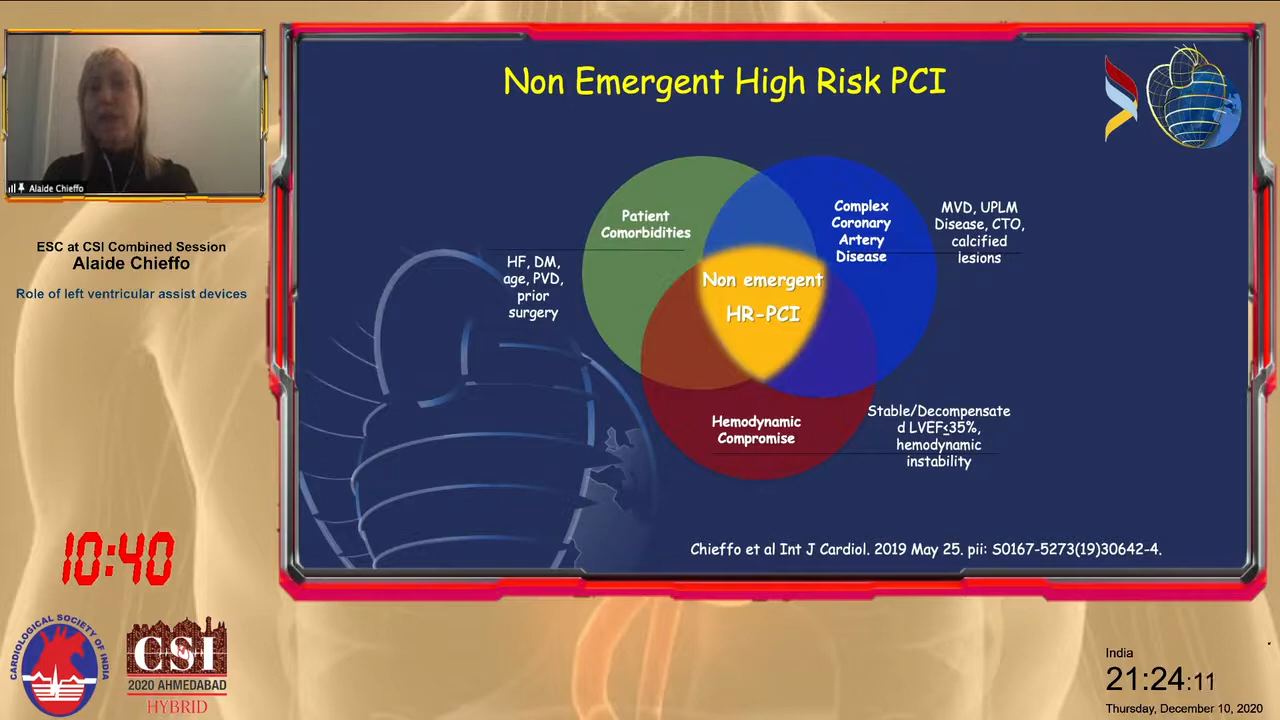 Alaide Chieffo
ESC at CSI Combined Session
Alaide Chieffo
Role of left ventricular assist devices
10:40
CARDIOLOGICAL SOCIETY OF INDIA
CSI
2020 AHMEDABAD
HYBRID
Non Emergent High Risk PCI
Patient
Comorbidities
HF, DM,
age, PVD,
prior
surgery
Complex
Coronary
Artery
Disease
MVD, UPLM
Disease, CTO,
calcified
lesions
Non emergent
HR-PCI
Hemodynamic
Compromise
Stable/Decompensate
d LVEF≤35%,
hemodynamic
instability
Chieffo et al Int J Cardiol. 2019 May 25. pii: S0167-5273(19)30642-4.
India
21:24:11
Thursday, December 10, 2020